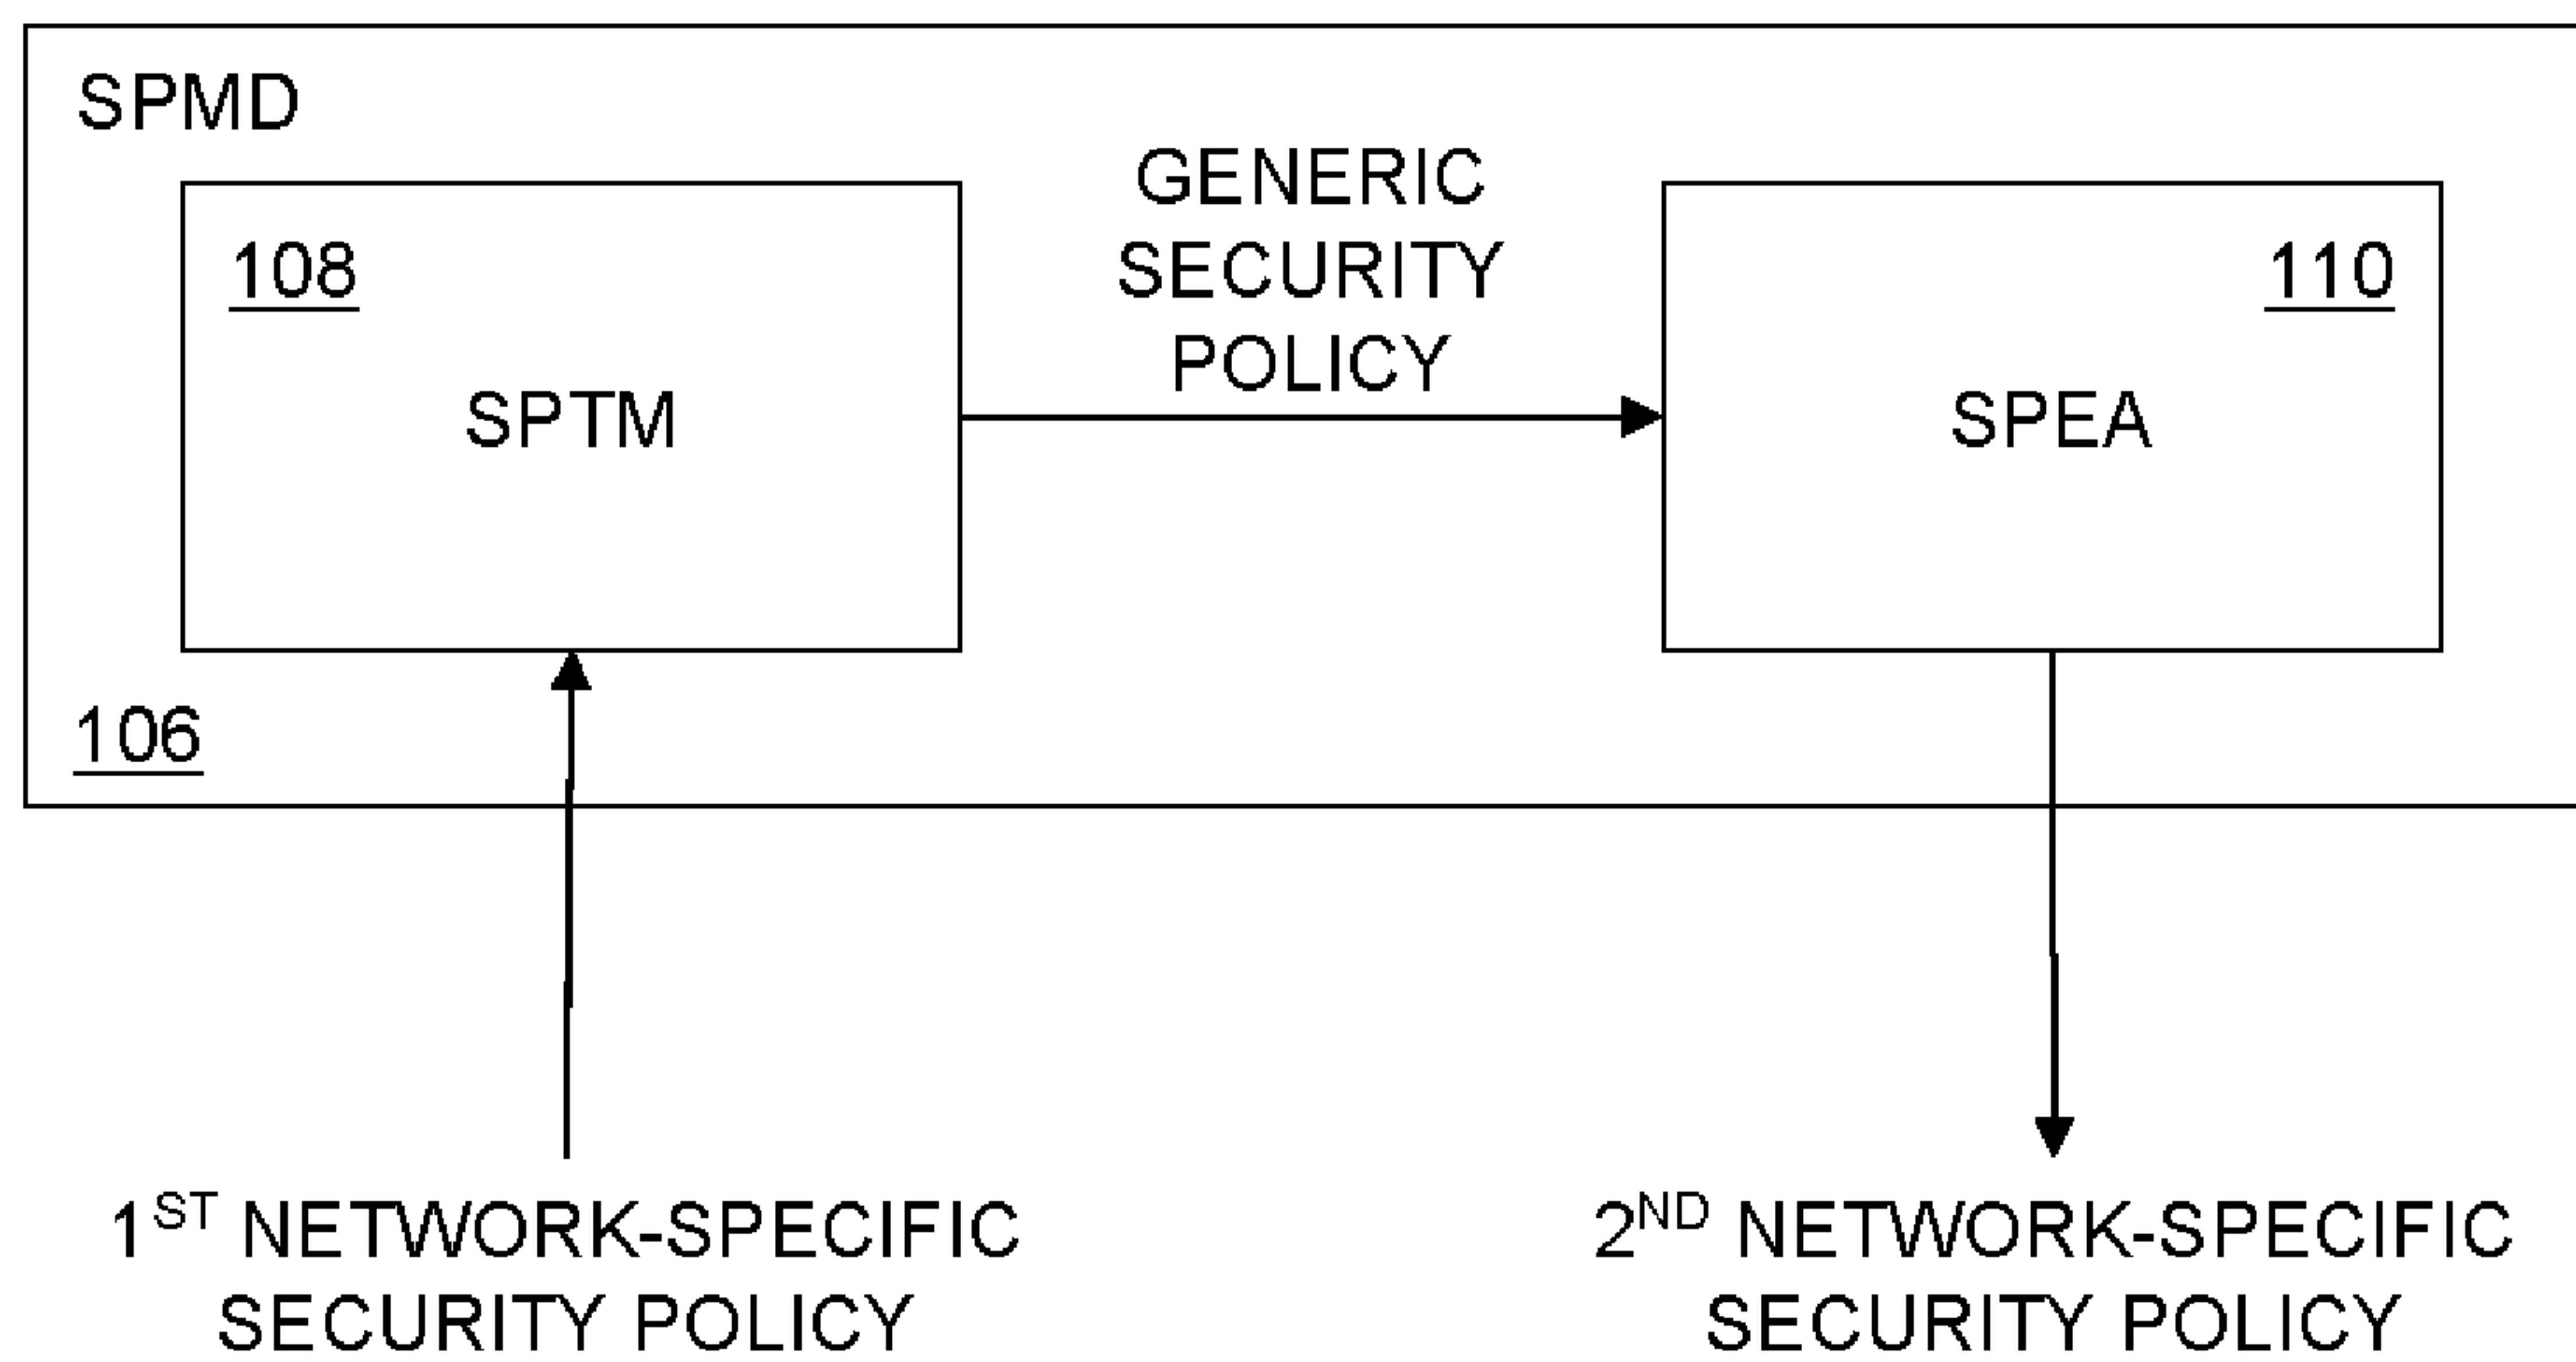 SPMD
GENERIC
SECURITY
POLICY
108
SPTM
110
SPEA
106
1ST NETWORK-SPECIFIC
SECURITY POLICY
2ND NETWORK-SPECIFIC
SECURITY POLICY